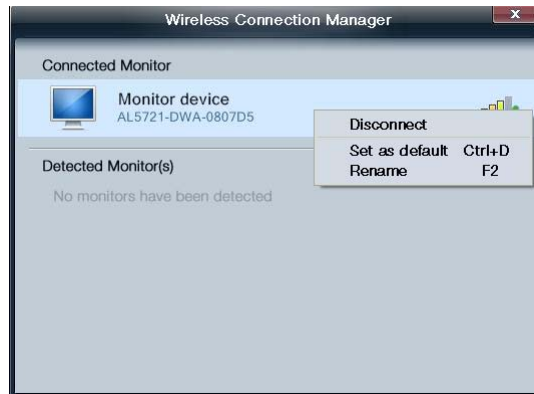 Wireless Connection Manager
x
Connected Monitor
Monitor device
AL5721-DWA-0807D5
Disconnect
Set as default Ctrl+D
Rename F2
Detected Monitor(s)
No monitors have been detected